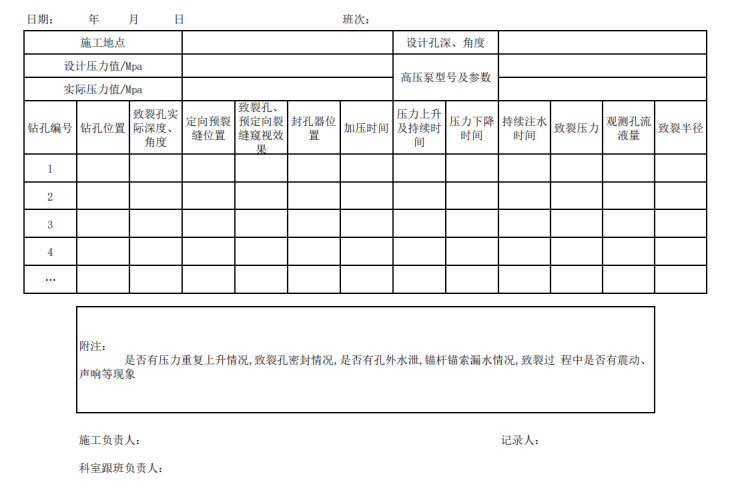 日期：　　年　　月　　日　　班次：
施工地点　设计孔深、角度
设计压力值/Mpa　高压泵型号及参数
实际压力值/Mpa
钻孔编号　钻孔位置　致裂孔实际深度、角度　定向预裂缝位置　致裂孔、预定向裂缝窥视效果　封孔器位置　加压时间　压力上升及持续时间　压力下降时间　持续注水时间　致裂压力　观测孔流液量　致裂半径
1
2
3
4
…
附注：
是否有压力重复上升情况,致裂孔密封情况,是否有孔外水泄,锚杆锚索漏水情况,致裂过 程中是否有震动、
声响等现象
施工负责人：　　记录人：
科室跟班负责人：